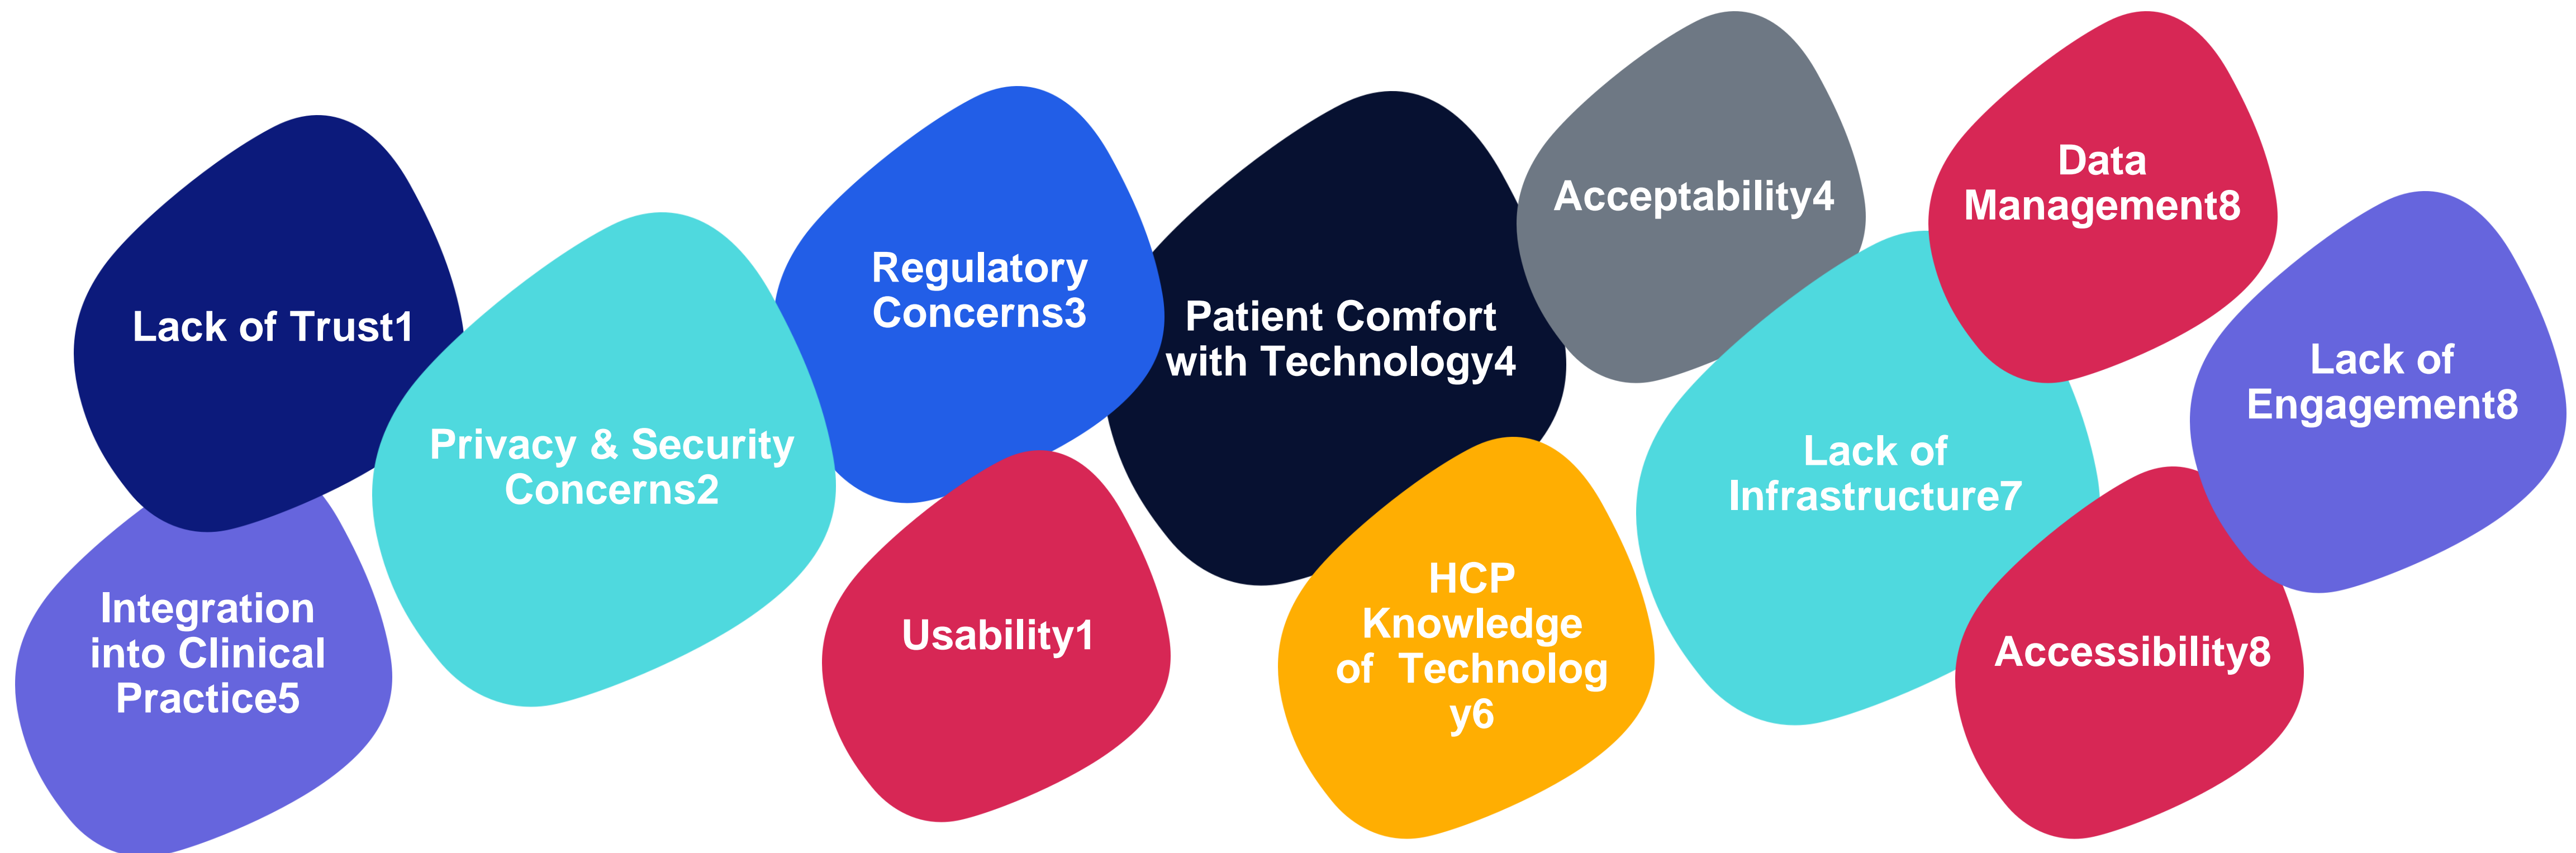 Lack of Trust1
Integration
into Clinical
Practice5
Privacy & Security
Concerns2
Regulatory
Concerns3
Usability1
Patient Comfort
with Technology4
HCP
Knowledge
of  Technolog
y6
Acceptability4
Lack of
Infrastructure7
Data
Management8
Accessibility8
Lack of
Engagement8